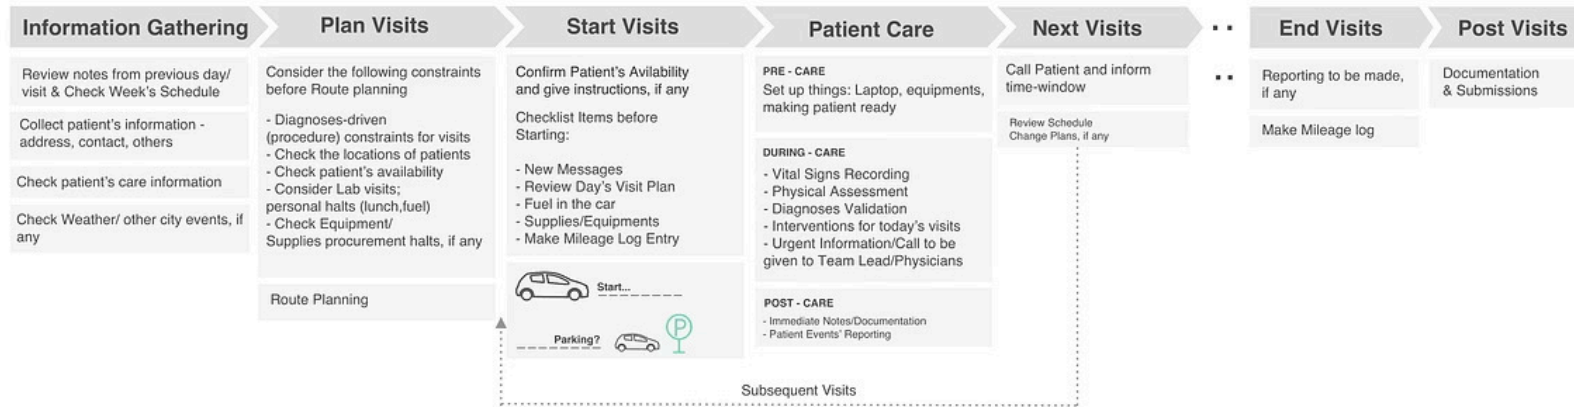 Information Gathering
Review notes from previous day/
visit & Check Week's Schedule
Collect patient's information -
address, contact, others
Check patient's care information
Check Weather/ other city events, if
any
Plan Visits
Consider the following constraints
before Route planning
- Diagnoses-driven
(procedure) constraints for visits
- Check the locations of patients
- Check patient's availability
- Consider Lab visits;
personal halts (lunch,fuel)
- Check Equipment/
Supplies procurement halts, if any
Route Planning
Start Visits
Confirm Patient's Avilability
and give instructions, if any
Checklist Items before
Starting:
- New Messages
- Review Day's Visit Plan
- Fuel in the car
- Supplies/Equipments
- Make Mileage Log Entry
Start...
Parking?
P
Patient Care
PRE - CARE
Set up things: Laptop, equipments,
making patient ready
DURING - CARE
- Vital Signs Recording
- Physical Assessment
- Diagnoses Validation
- Interventions for today's visits
- Urgent Information/Call to be
given to Team Lead/Physicians
POST - CARE
- Immediate Notes/Documentation
- Patient Events' Reporting
Next Visits
Call Patient and inform
time-window
Review Schedule
Change Plans, if any
Subsequent Visits
End Visits
Reporting to be made,
if any
Make Mileage log
Post Visits
Documentation
& Submissions